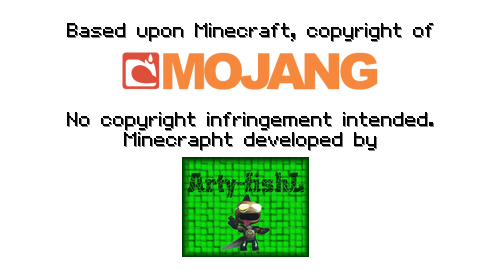 Based upon Minecraft, copyright of
MOJANG
No copyright infringement intended.
Minecrapht developed by
Arty-fishL